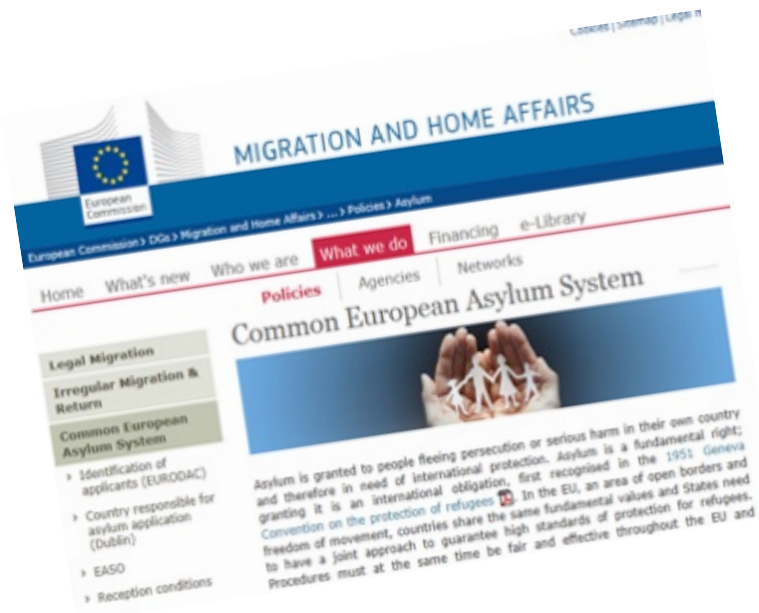 Cookies | Sitemap | Legal
MIGRATION AND HOME AFFAIRS
European
Commission
European Commission > DGs > Migration and Home Affairs > ... > Policies > Asylum
Home What's new Who we are What we do Financing e-Library
Policies Agencies Networks
Common European Asylum System
Legal Migration
Irregular Migration &
Return
Common European
Asylum System
› Identification of
applicants (EURODAC)
› Country responsible for
asylum application
(Dublin)
› EASO
› Reception conditions
Asylum is granted to people fleeing persecution or serious harm in their own country
and therefore in need of international protection. Asylum is a fundamental right;
granting it is an international obligation, first recognised in the 1951 Geneva
Convention on the protection of refugees . In the EU, an area of open borders and
freedom of movement, countries share the same fundamental values and States need
to have a joint approach to guarantee high standards of protection for refugees.
Procedures must at the same time be fair and effective throughout the EU and